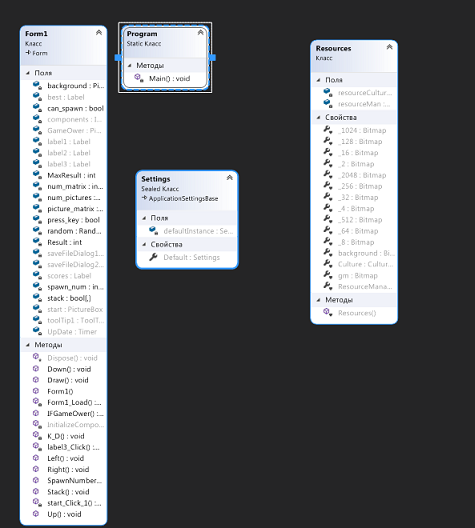 Form1
Класс
Form
Поля
background : Pi...
best : Label
can_spawn : bool
components : I...
GameOwer : Pi...
label1 : Label
label2 : Label
label3 : Label
MaxResult : int
num_matrix : in...
num_pictures :...
picture_matrix :...
press_key : bool
random : Rand...
Result : int
saveFileDialog1...
saveFileDialog2...
scores : Label
spawn_num : in...
stack : bool[,]
start : PictureBox
toolTip1 : ToolT...
UpDate : Timer
Методы
Dispose() : void
Down() : void
Draw() : void
Form1()
Form1_Load() :...
IFGameOwer() :...
InitializeCompo...
K_D() : void
label3_Click() :...
Left() : void
Right() : void
SpawnNumber...
Stack() : void
start_Click_1() :...
Up() : void
Program
Static Класс
Методы
Main() : void
Settings
Sealed Класс
ApplicationSettingsBase
Поля
defaultInstance : Se...
Свойства
Default : Settings
Resources
Класс
Поля
resourceCultur...
resourceMan :...
Свойства
_1024 : Bitmap
_128 : Bitmap
_16 : Bitmap
_2 : Bitmap
_2048 : Bitmap
_256 : Bitmap
_32 : Bitmap
_4 : Bitmap
_512 : Bitmap
_64 : Bitmap
_8 : Bitmap
background : Bi...
Culture : Cultur...
gm : Bitmap
ResourceMana...
Методы
Resources()